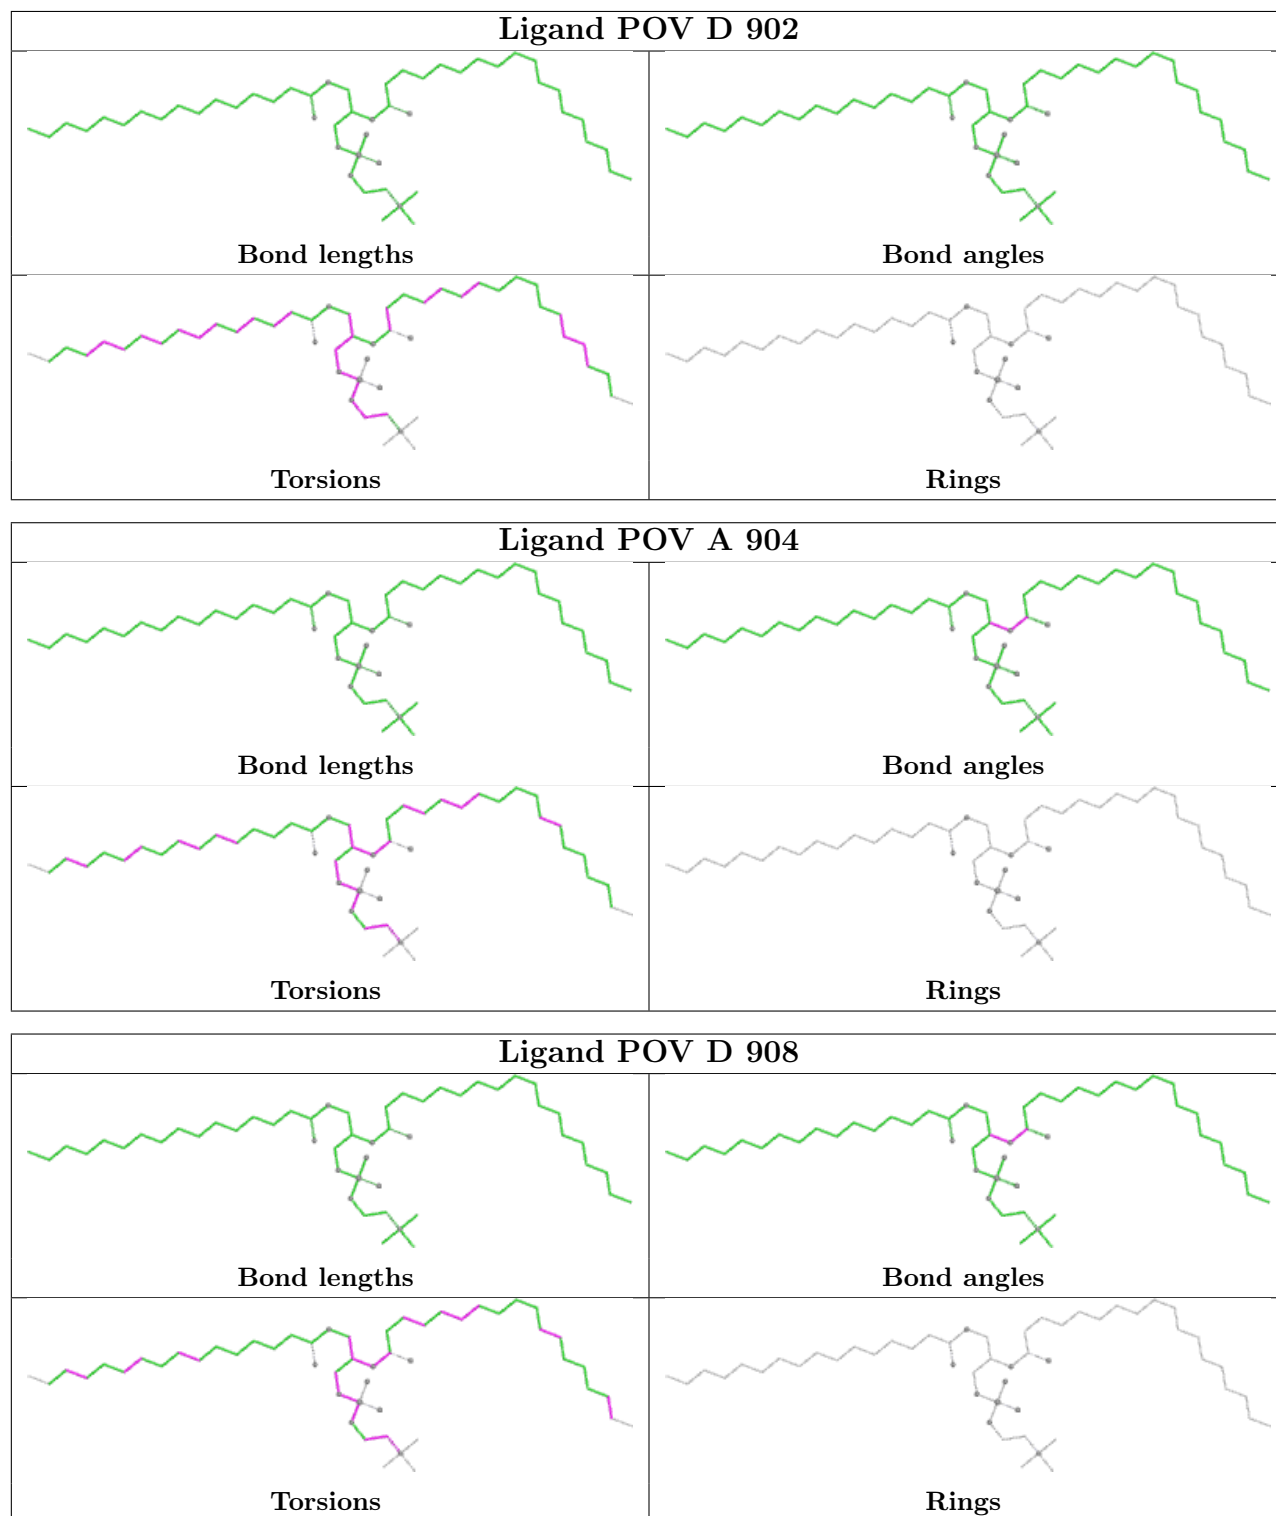 Ligand POV D 902
Bond lengths
Bond angles
Torsions
Rings
Ligand POV A 904
Bond lengths
Bond angles
Torsions
Rings
Ligand POV D 908
Bond lengths
Bond angles
Torsions
Rings